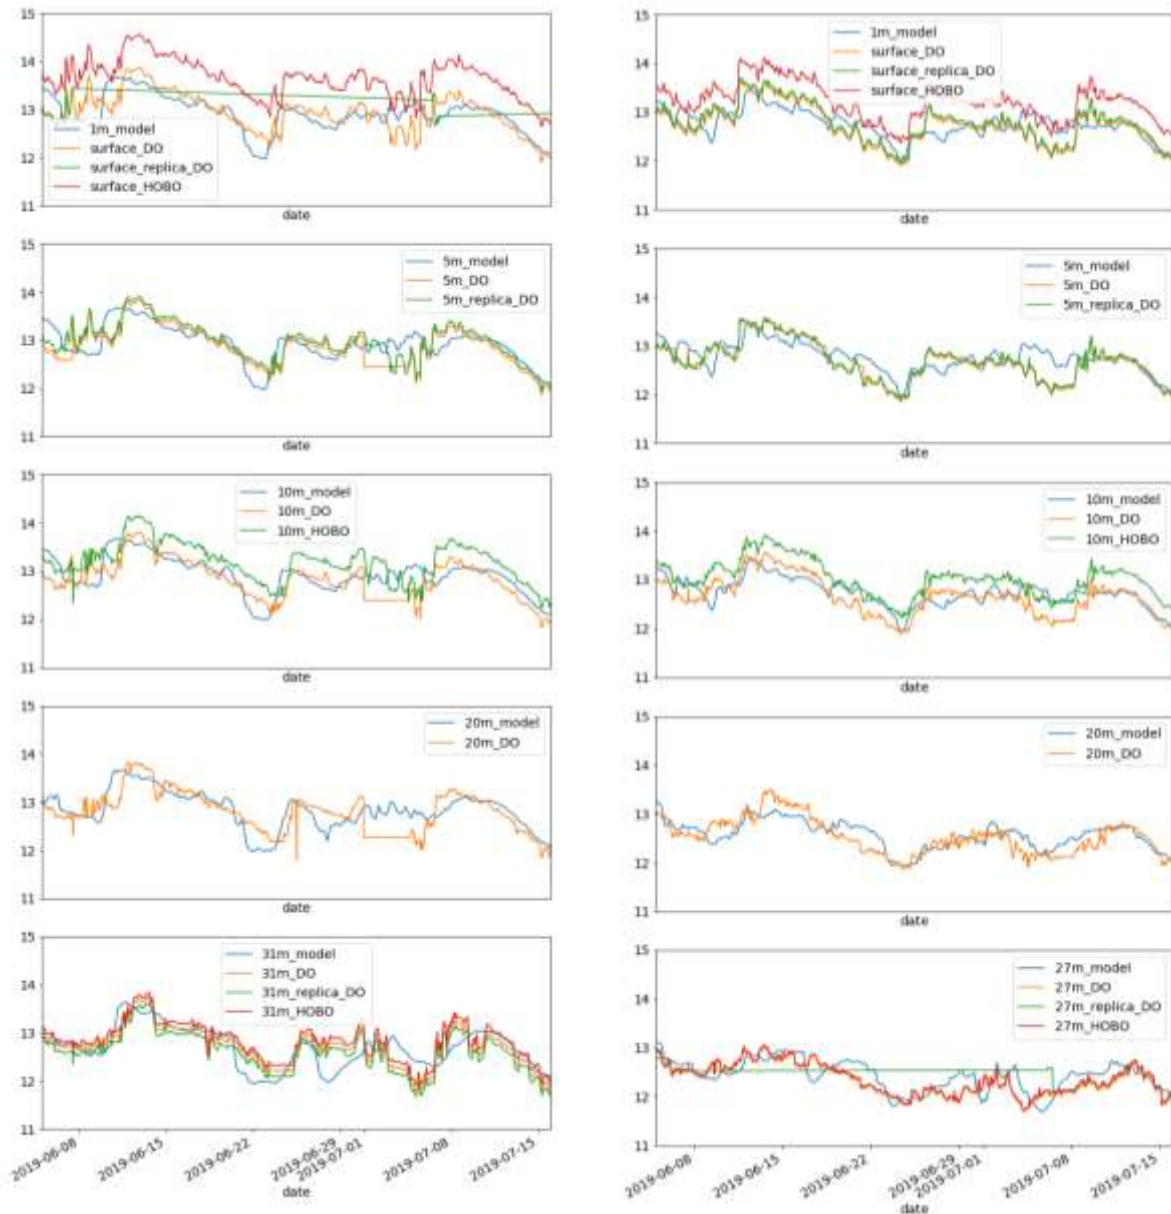 15
14
13
12
11
1m_model
surface_DO
surface_replica_DO
surface_HOBO
date
15
14
13
12
11
1m_model
surface_DO
surface_replica_DO
surface_HOBO
date
15
14
13
12
11
5m_model
5m_DO
5m_replica_DO
date
15
14
13
12
11
5m_model
5m_DO
5m_replica_DO
date
15
14
13
12
11
10m_model
10m_DO
10m_HOBO
date
15
14
13
12
11
10m_model
10m_DO
10m_HOBO
date
15
14
13
12
11
20m_model
20m_DO
date
15
14
13
12
11
20m_model
20m_DO
date
15
14
13
12
11
31m_model
31m_DO
31m_replica_DO
31m_HOBO
2019-06-08
2019-06-15
2019-06-22
2019-06-29
2019-07-01
2019-07-08
2019-07-15
date
15
14
13
12
11
27m_model
27m_DO
27m_replica_DO
27m_HOBO
2019-06-08
2019-06-15
2019-06-22
2019-06-29
2019-07-01
2019-07-08
2019-07-15
date